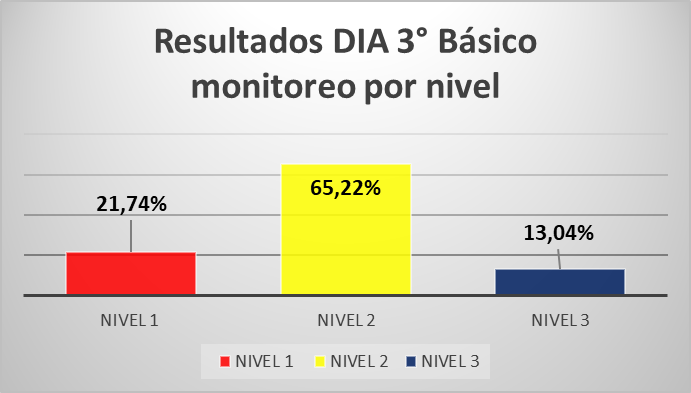 Resultados DIA 3° Básico
monitoreo por nivel
65,22%
21,74%
13,04%
NIVEL 1
NIVEL 2
NIVEL 3
NIVEL 1
NIVEL 2
NIVEL 3